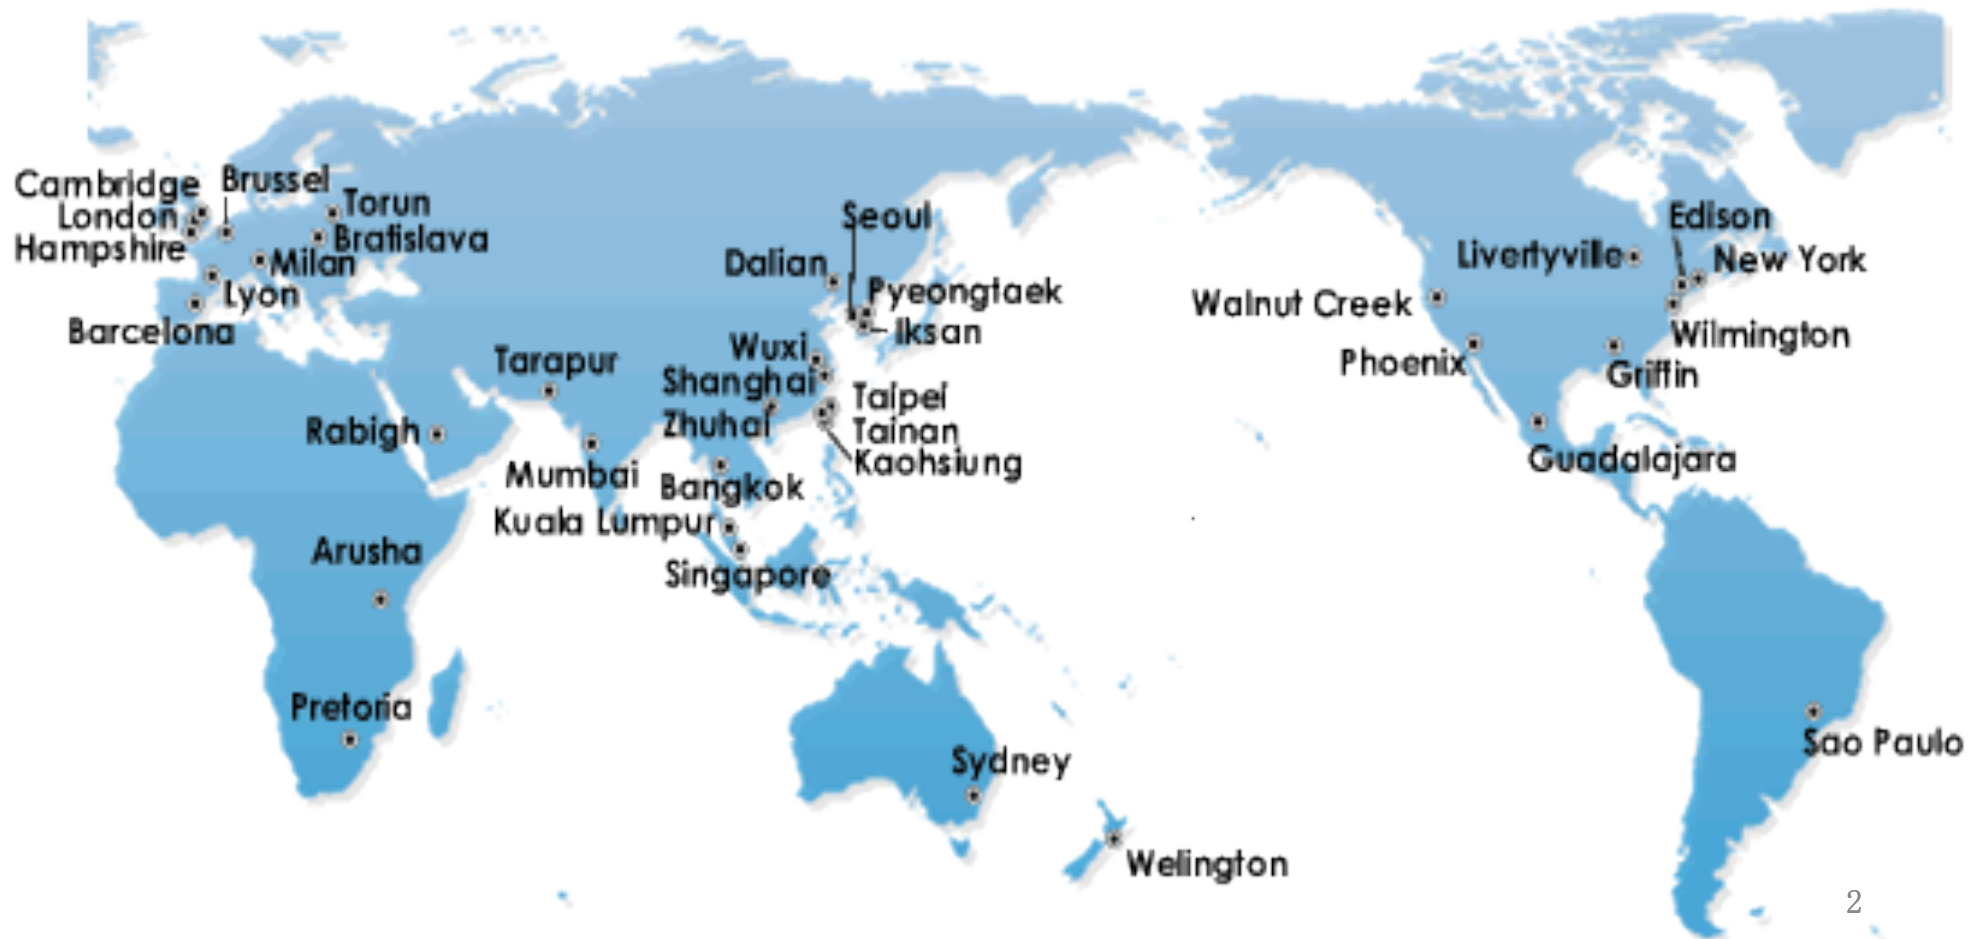 Cambridge
Brussel
London
Torun
Hampshire
Bratislava
Milan
Lyon
Barcelona
Seoul
Dalian
Pyeongtaek
Iksan
Wuxi
Tarapur
Shanghai
Taipei
Zhuhai
Tainan
Rabigh
Kaohsiung
Mumbai
Bangkok
Kuala Lumpur
Arusha
Singapore
Pretoria
Sydney
Welington
Edison
Livertyville
New York
Walnut Creek
Wilmington
Phoenix
Griffin
Guadalajara
Sao Paulo
2